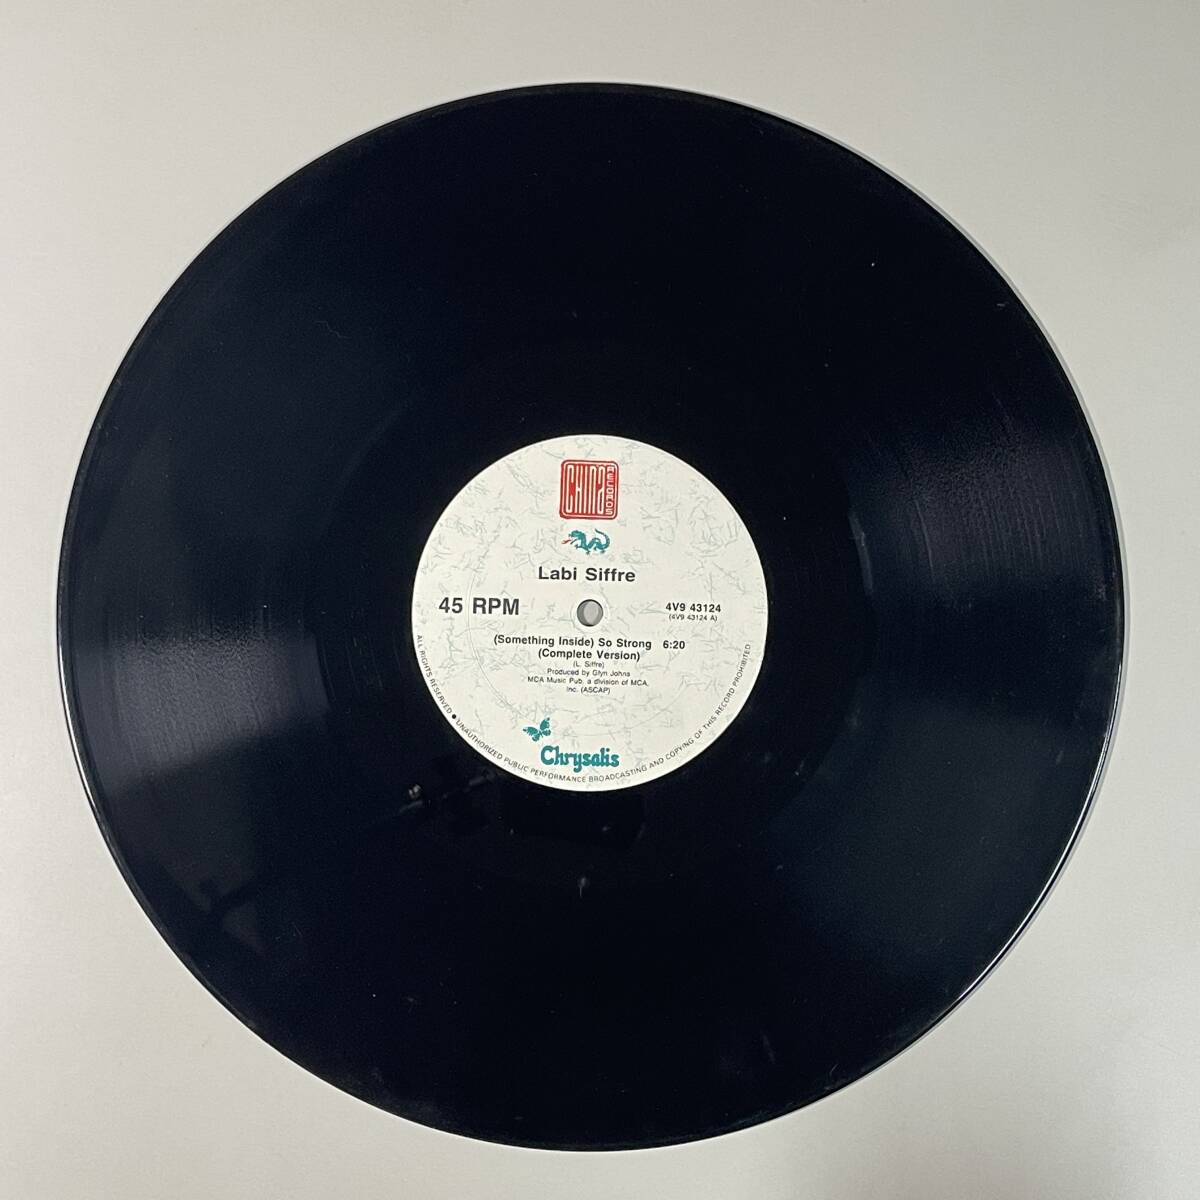 CHINA
RECORDS
Labi Siffre
45 RPM
4V9 43124
(4V9 43124 A)
(Something Inside) So Strong 6:20
(Complete Version)
(L. Siffre)
Produced by Glyn Johns
MCA Music Pub. a division of MCA,
Inc. (ASCAP)
Chrysalis
ALL RIGHTS RESERVED • UNAUTHORIZED PUBLIC PERFORMANCE BROADCASTING AND COPYING OF THIS RECORD PROHIBITED